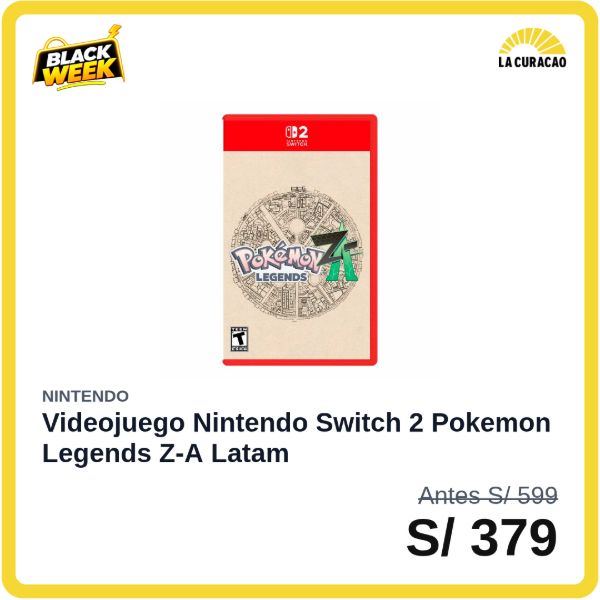 BLACK
WEEK
LA CURACAO
2
NINTENDO
SWITCH
POKéMON
LEGENDS
ZA
TEEN
T
NINTENDO
Videojuego Nintendo Switch 2 Pokemon
Legends Z-A Latam
Antes S/ 599
S/ 379